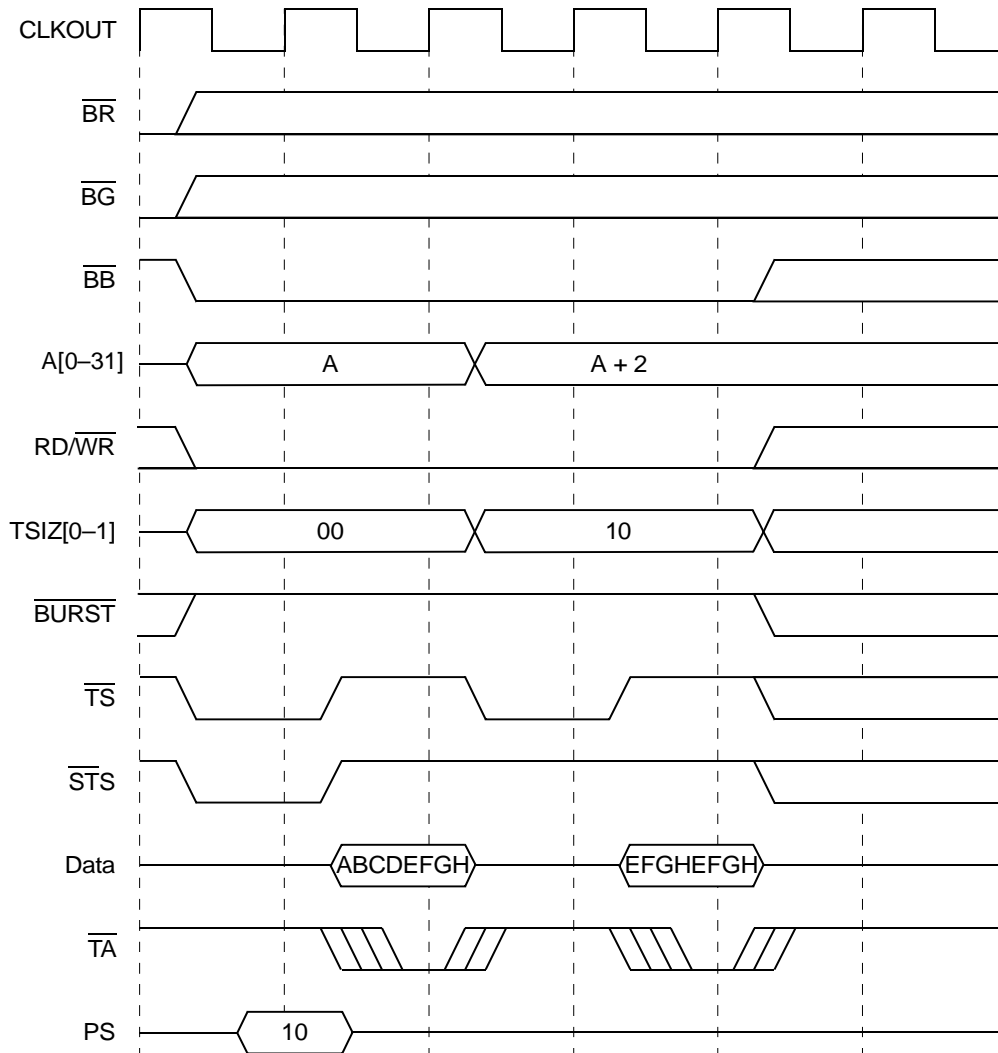 CLKOUT
BR
BG
BB
A[0–31] A A + 2
RD/WR
TSIZ[0–1] 00 10
BURST
TS
STS
Data ABCDEFGH EFGHEFGH
TA
PS 10